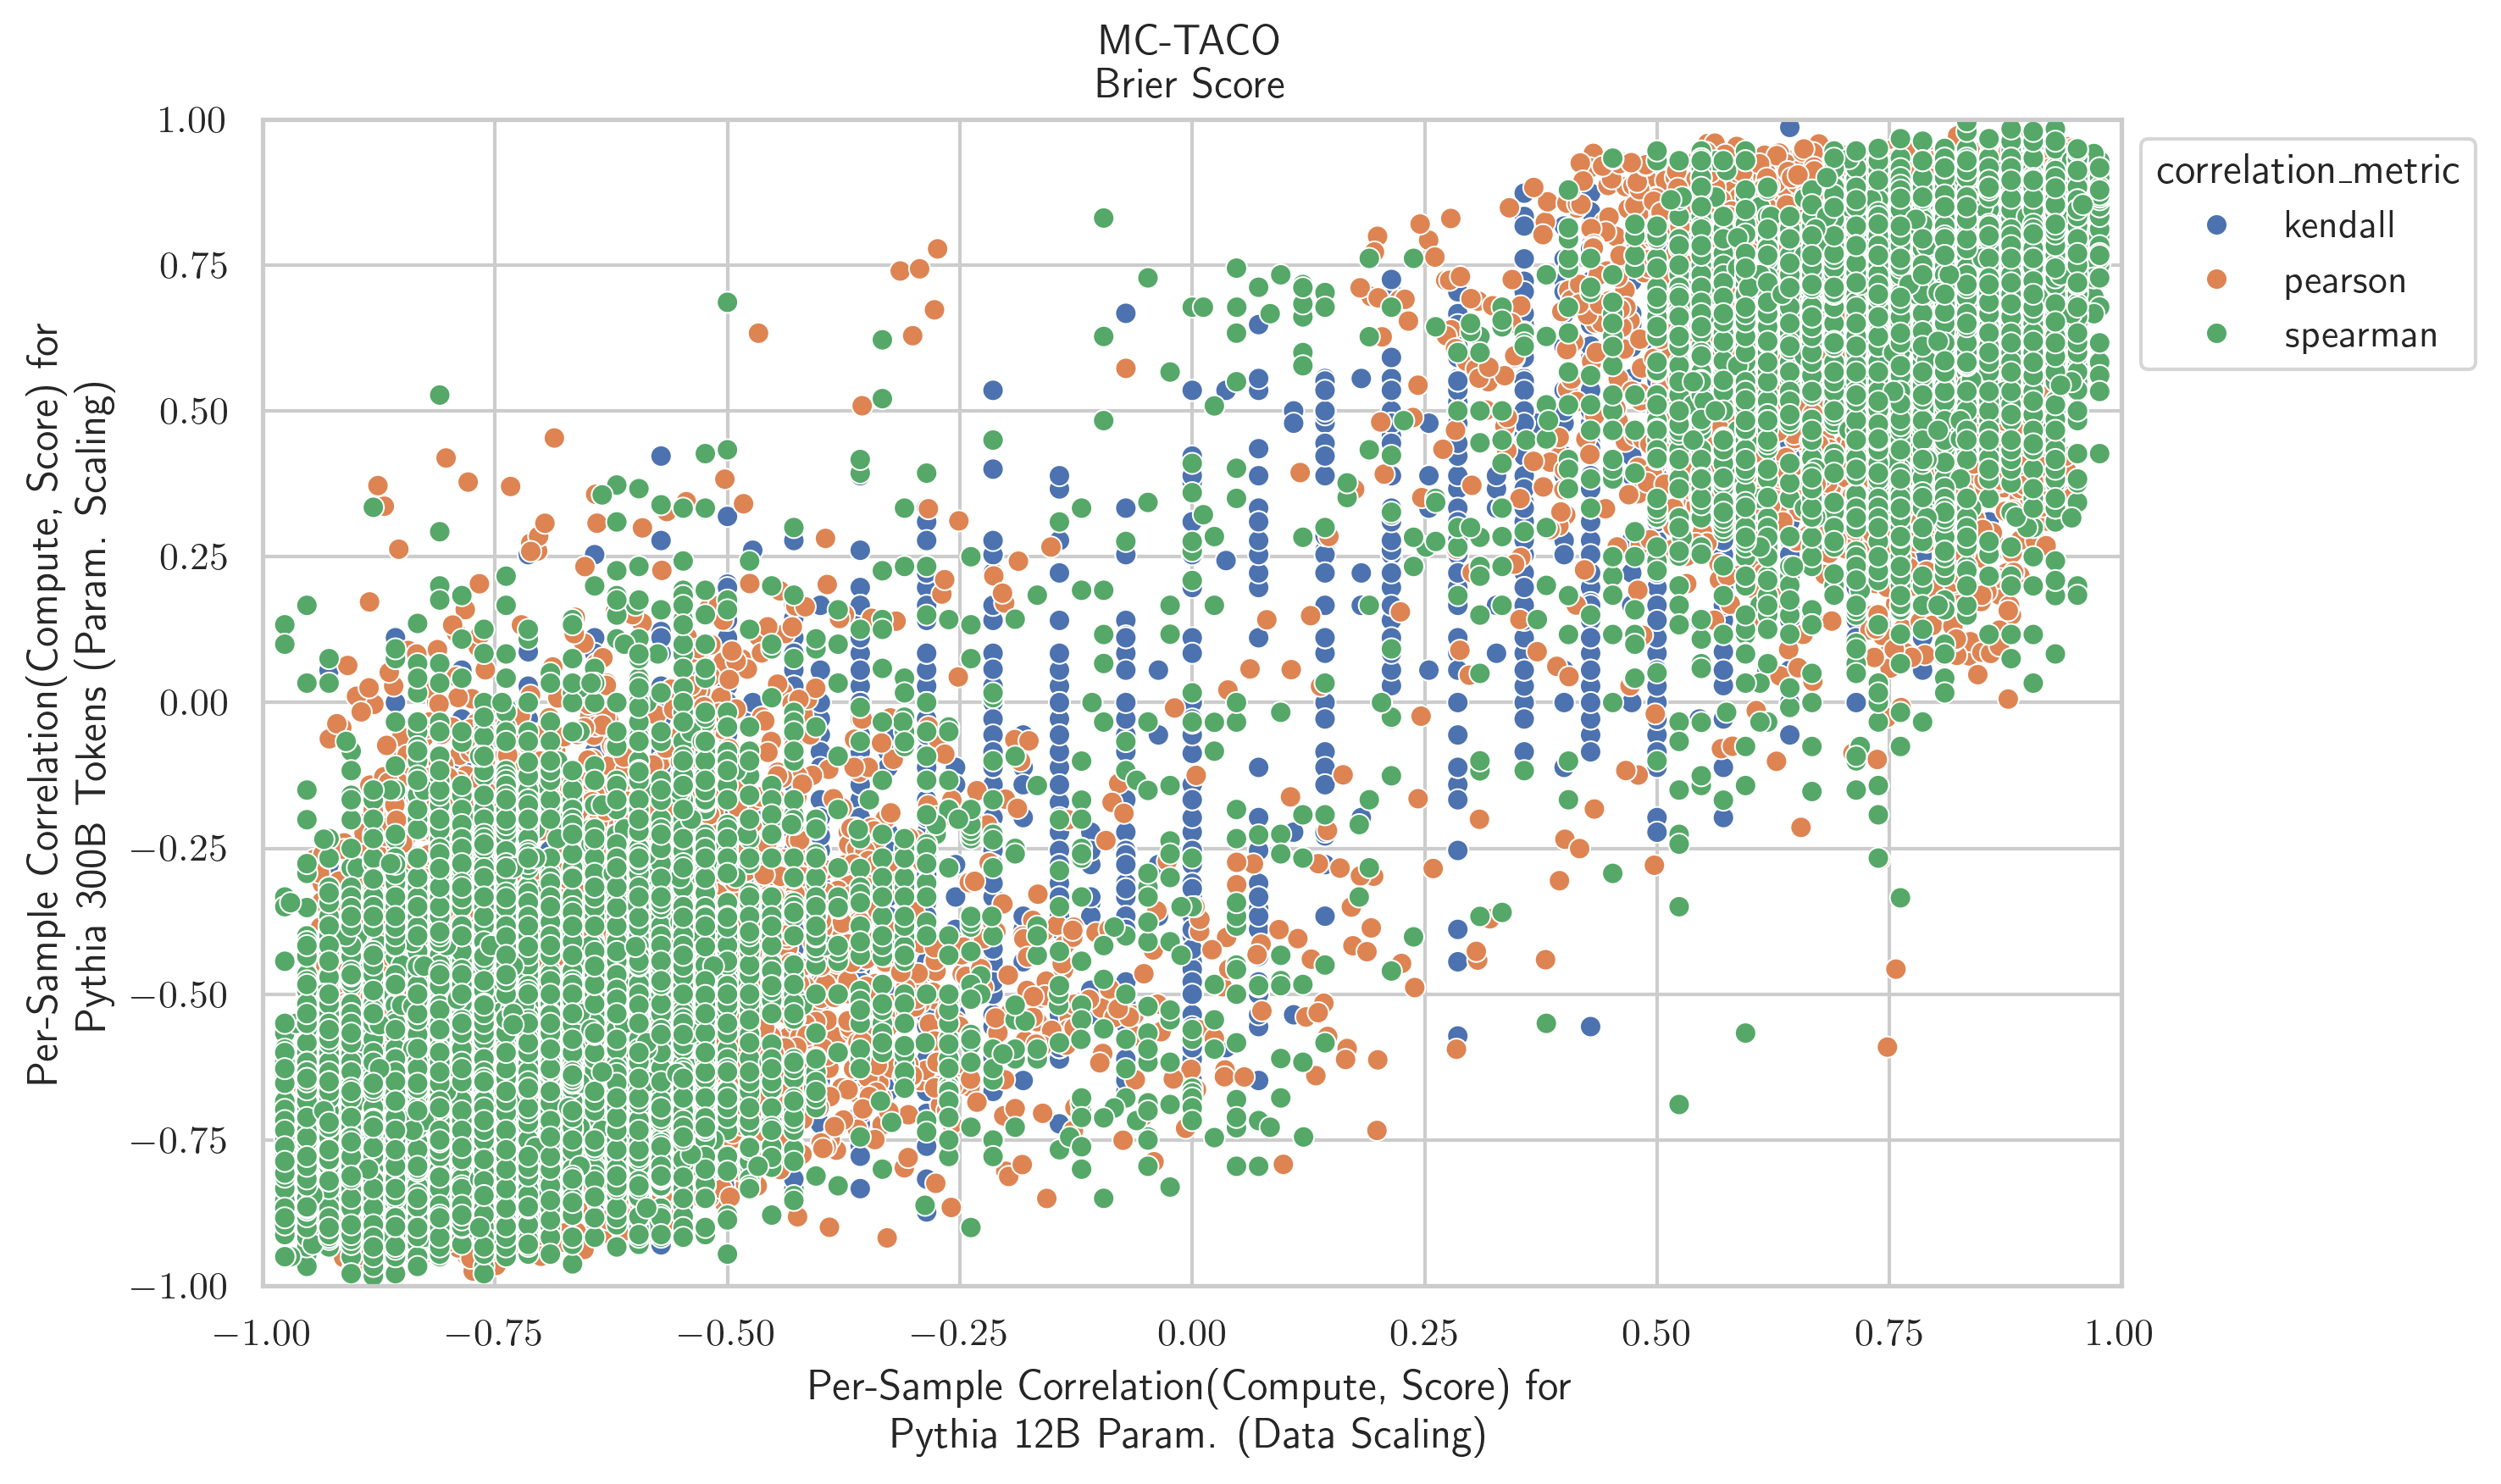 MC-TACO
Brier Score
Per-Sample Correlation(Compute, Score) for
Pythia 300B Tokens (Param. Scaling)
1.00
0.75
0.50
0.25
0.00
−0.25
−0.50
−0.75
−1.00
−1.00 −0.75 −0.50 −0.25 0.00 0.25 0.50 0.75 1.00
Per-Sample Correlation(Compute, Score) for
Pythia 12B Param. (Data Scaling)
correlation_metric
kendall
pearson
spearman